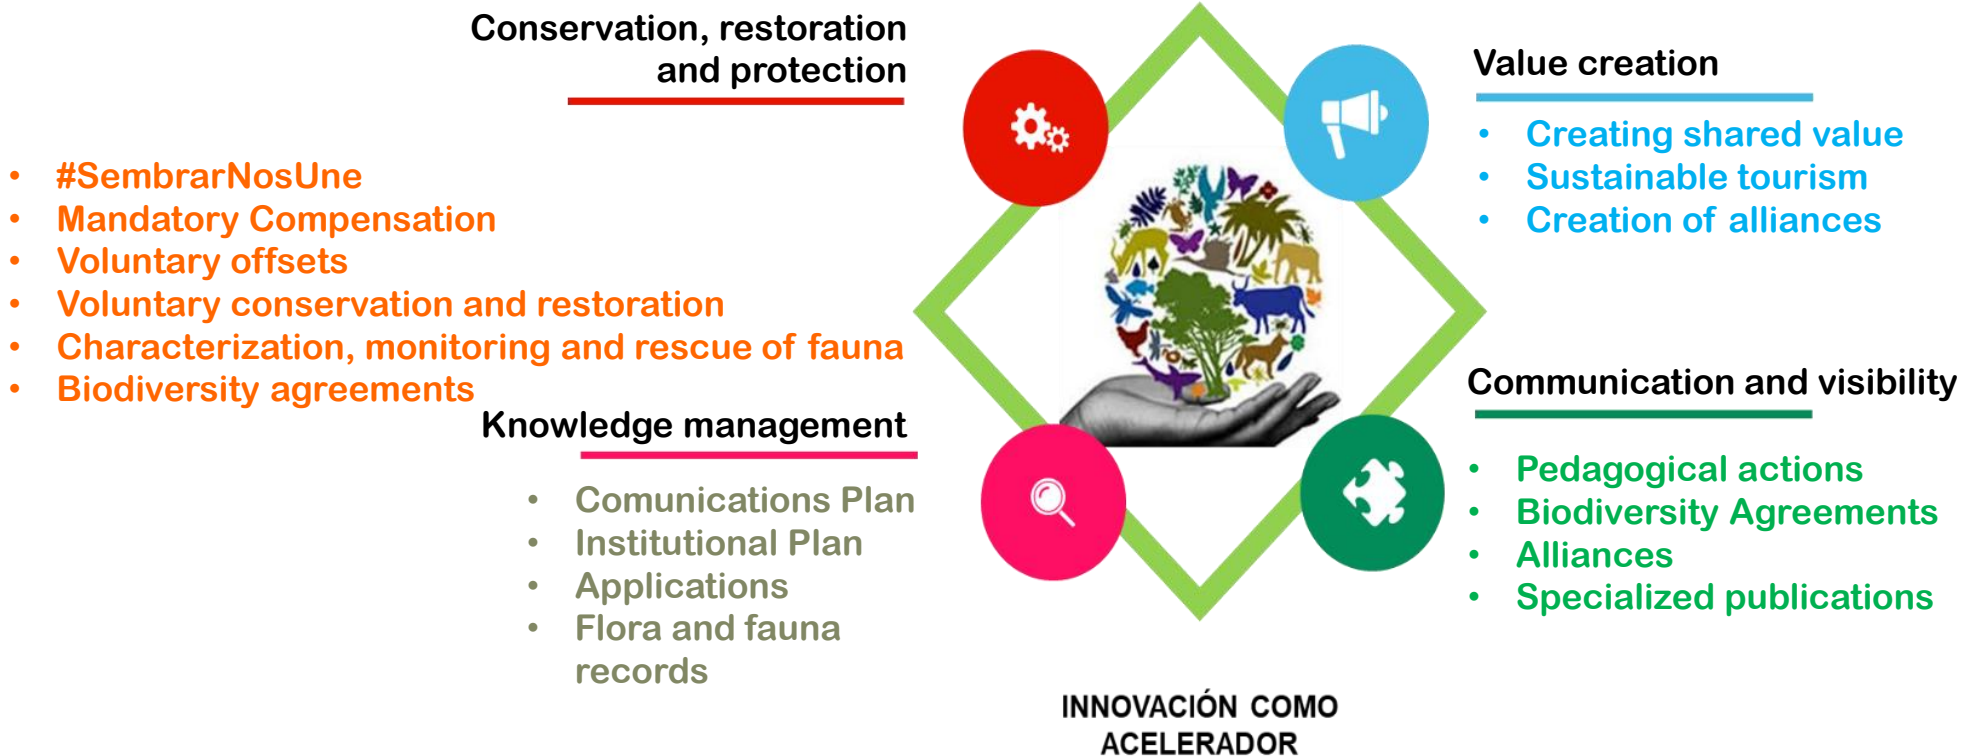 Conservation, restoration
and protection
#SembrarNosUne
Mandatory Compensation
Voluntary offsets
Voluntary conservation and restoration
Characterization, monitoring and rescue of fauna
Biodiversity agreements
Knowledge management
Comunications Plan
Institutional Plan
Applications
Flora and fauna
records
Value creation
Creating shared value
Sustainable tourism
Creation of alliances
Communication and visibility
Pedagogical actions
Biodiversity Agreements
Alliances
Specialized publications
INNOVACIÓN COMO
ACELERADOR